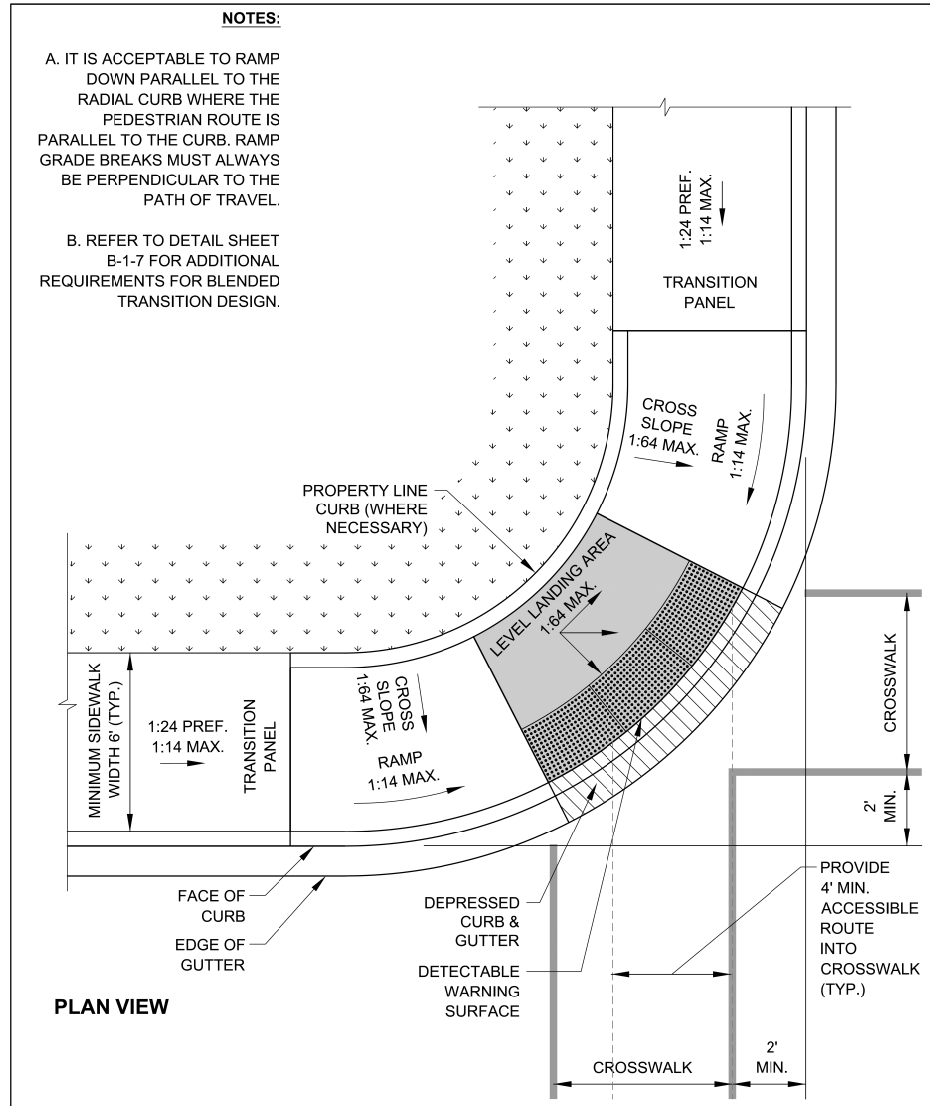 NOTES:
A. IT IS ACCEPTABLE TO RAMP
DOWN PARALLEL TO THE
RADIAL CURB WHERE THE
PEDESTRIAN ROUTE IS
PARALLEL TO THE CURB. RAMP
GRADE BREAKS MUST ALWAYS
BE PERPENDICULAR TO THE
PATH OF TRAVEL.
B. REFER TO DETAIL SHEET
B-1-7 FOR ADDITIONAL
REQUIREMENTS FOR BLENDED
TRANSITION DESIGN.
1:24 PREF.
1:14 MAX.
TRANSITION
PANEL
CROSS
SLOPE
1:64 MAX.
RAMP
1:14 MAX.
PROPERTY LINE
CURB (WHERE
NECESSARY)
LEVEL LANDING AREA
1:64 MAX.
MINIMUM SIDEWALK
WIDTH 6' (TYP.)
1:24 PREF.
1:14 MAX.
TRANSITION
PANEL
CROSS
SLOPE
1:64 MAX.
RAMP
1:14 MAX.
CROSSWALK
2'
MIN.
FACE OF
CURB
EDGE OF
GUTTER
DEPRESSED
CURB &
GUTTER
DETECTABLE
WARNING
SURFACE
PROVIDE
4' MIN.
ACCESSIBLE
ROUTE
INTO
CROSSWALK
(TYP.)
PLAN VIEW
CROSSWALK
2'
MIN.